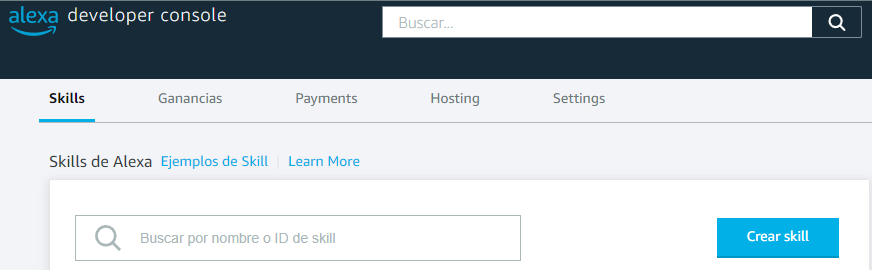 alexa developer console
Buscar...
Skills Ganancias Payments Hosting Settings
Skills de Alexa Ejemplos de Skill Learn More
Buscar por nombre o ID de skill
Crear skill